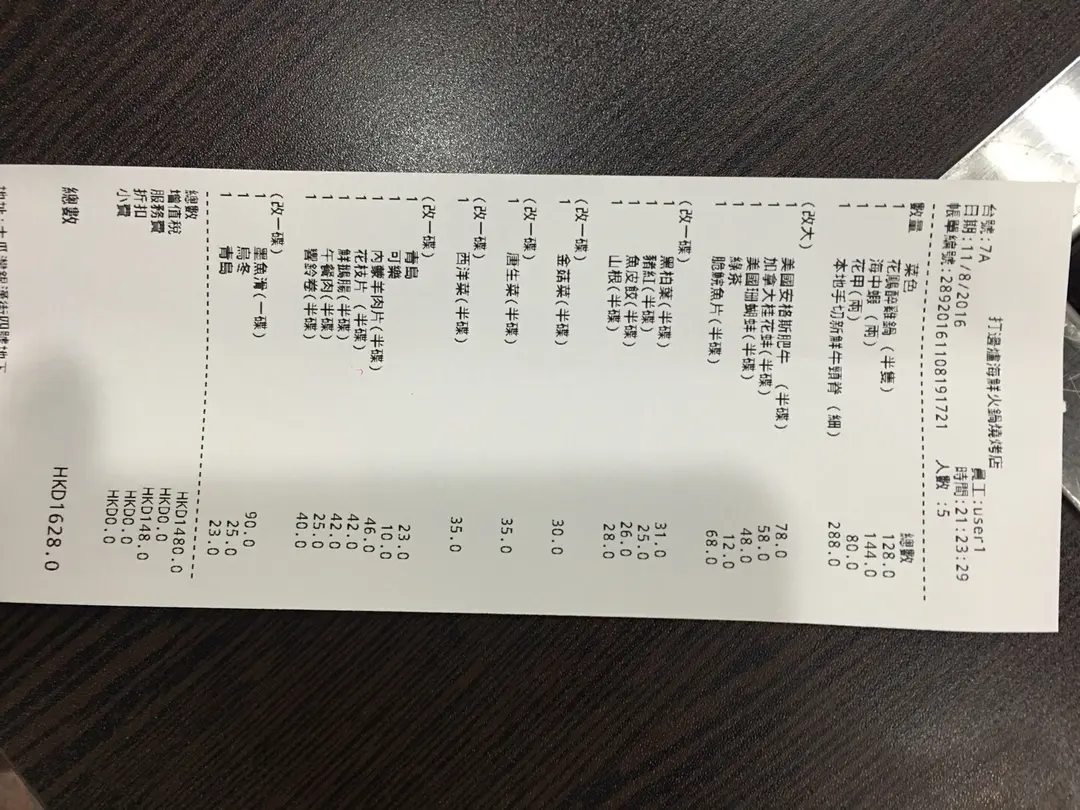 打邊爐海鮮火鍋燒烤店
台號:7A 員工:user1
日期:11/8/2016 時間:21:23:29
帳單編號:28920161108191721 人數 :5
數量 菜色 總數
1 花雕醉雞鍋 (半隻) 128.0
1 海中蝦 (兩) 144.0
1 花甲(兩) 80.0
1 本地手切新鮮牛頸脊 (細) 288.0
(改大)
1 美國安格斯肥牛 (半碟) 78.0
1 加拿大桂花蚌(半碟) 58.0
1 美國珊瑚蚌(半碟) 48.0
1 綠茶 12.0
1 脆鯇魚片(半碟) 68.0
(改一碟)
1 黑柏葉(半碟) 31.0
1 豬紅(半碟) 25.0
1 魚皮餃(半碟) 26.0
1 山根(半碟) 28.0
(改一碟)
1 金菇菜(半碟) 30.0
(改一碟)
1 唐生菜(半碟) 35.0
(改一碟)
1 西洋菜(半碟) 35.0
(改一碟)
1 青島 23.0
1 可樂 10.0
1 內蒙羊肉片(半碟) 46.0
1 花枝片 (半碟) 42.0
1 鮮鵝腸(半碟) 42.0
1 午餐肉(半碟) 25.0
1 響鈴卷(半碟) 40.0
(改一碟)
1 墨魚滑(一碟) 90.0
1 烏冬 25.0
1 青島 23.0
總數 HKD1480.0
增值稅 HKD0.0
服務費 HKD148.0
折扣 HKD0.0
小費 HKD0.0
總數 HKD1628.0